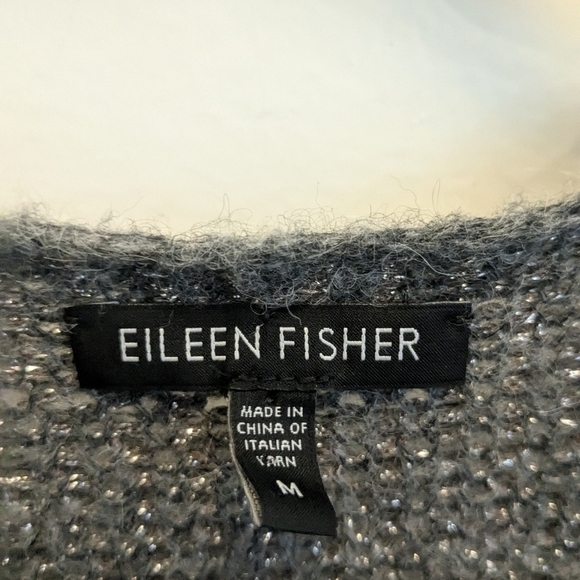 EILEEN FISHER
MADE IN
CHINA OF
ITALIAN
YARN
M